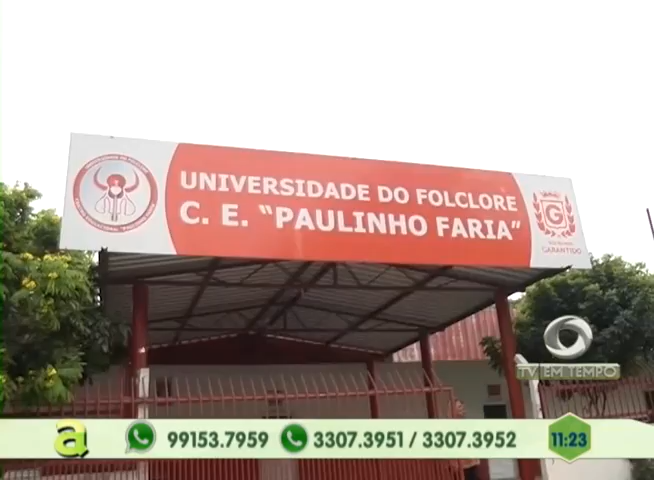 UNIVERSIDADE DO FOLCLORE
C. E. “PAULINHO FARIA”
G
GARANTIDO
TV EM TEMPO
a
99153.7959
3307.3951 / 3307.3952
11:23